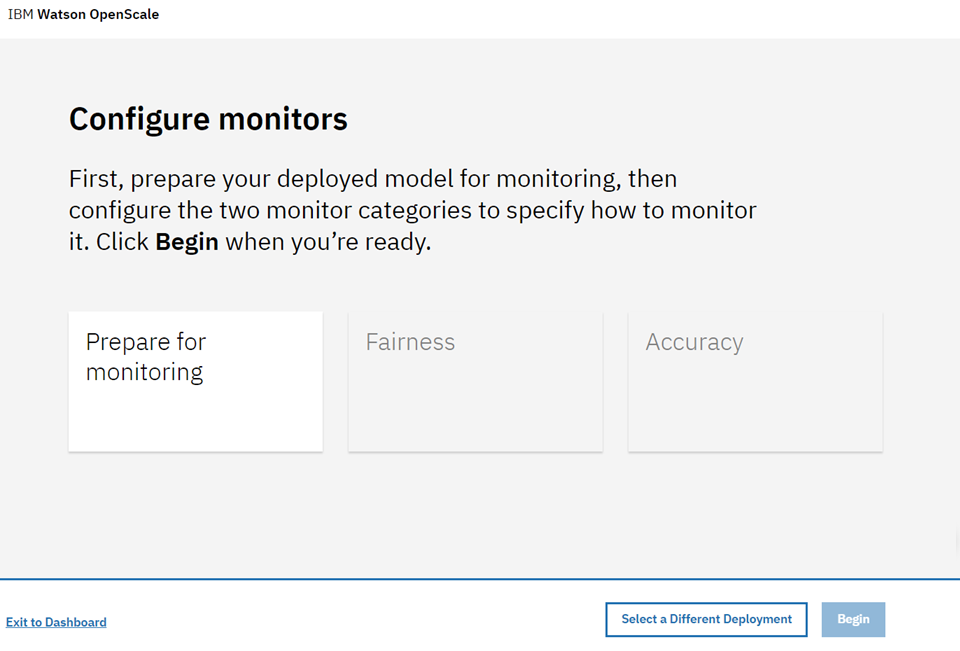 IBM Watson OpenScale
Configure monitors
First, prepare your deployed model for monitoring, then
configure the two monitor categories to specify how to monitor
it. Click Begin when you’re ready.
Prepare for
monitoring
Fairness
Accuracy
Exit to Dashboard
Select a Different Deployment
Begin